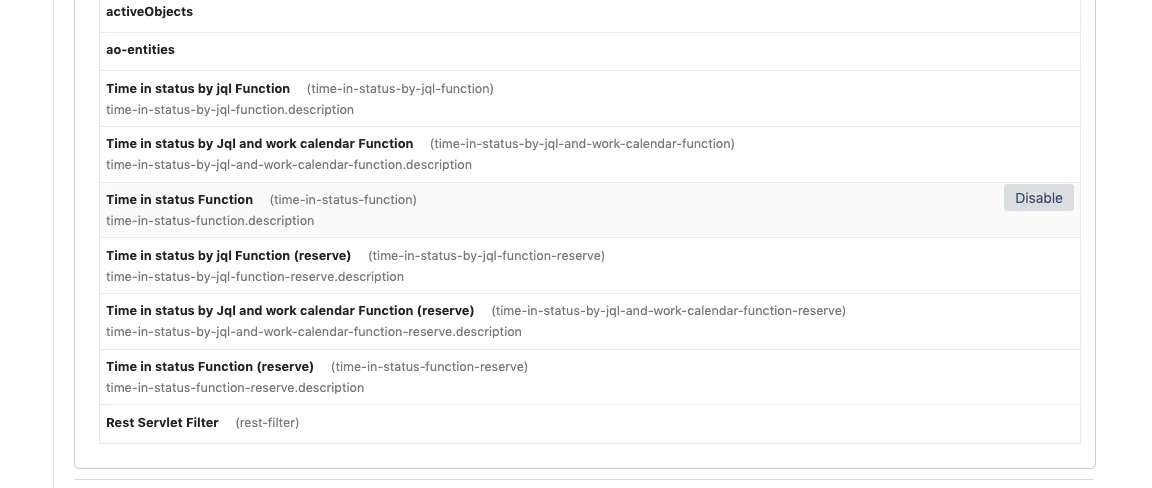 activeObjects
ao-entities
Time in status by jql Function (time-in-status-by-jql-function)
time-in-status-by-jql-function.description
Time in status by Jql and work calendar Function (time-in-status-by-jql-and-work-calendar-function)
time-in-status-by-jql-and-work-calendar-function.description
Time in status Function (time-in-status-function) Disable
time-in-status-function.description
Time in status by jql Function (reserve) (time-in-status-by-jql-function-reserve)
time-in-status-by-jql-function-reserve.description
Time in status by Jql and work calendar Function (reserve) (time-in-status-by-jql-and-work-calendar-function-reserve)
time-in-status-by-jql-and-work-calendar-function-reserve.description
Time in status Function (reserve) (time-in-status-function-reserve)
time-in-status-function-reserve.description
Rest Servlet Filter (rest-filter)